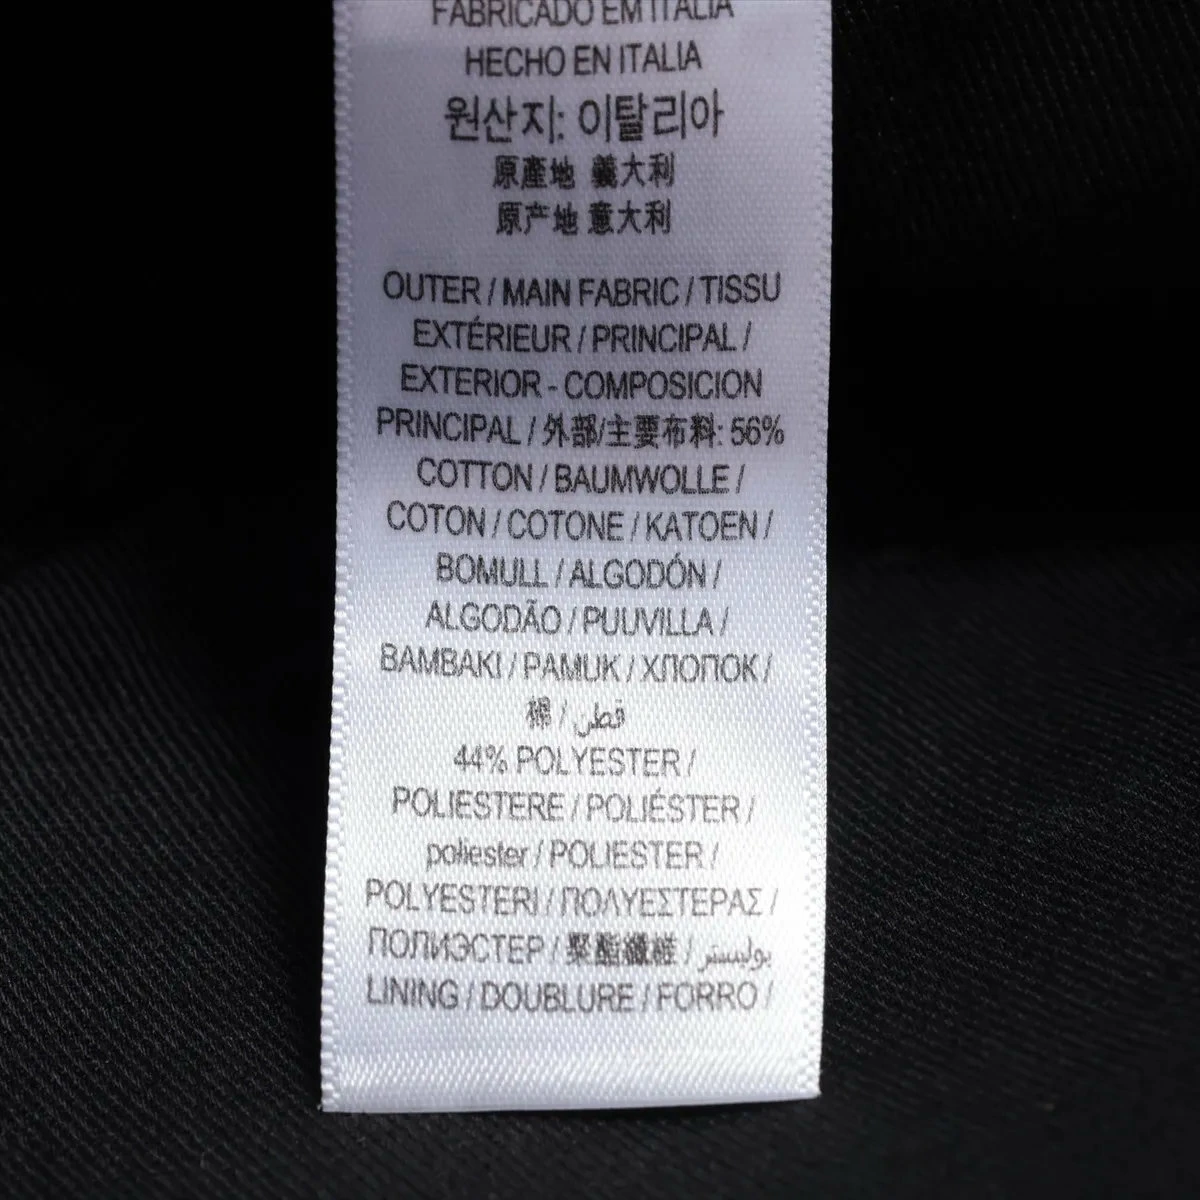 FABRICADO EM ITALIA
HECHO EN ITALIA
원산지: 이탈리아
原產地 義大利
原产地 意大利
OUTER / MAIN FABRIC / TISSU
EXTÉRIEUR / PRINCIPAL /
EXTERIOR - COMPOSICION
PRINCIPAL / 外部/主要布料: 56%
COTTON / BAUMWOLLE /
COTON / COTONE / KATOEN /
BOMULL / ALGODÓN /
ALGODÃO / PUUVILLA /
BAMBAKI / PAMUK / ХЛОПОК /
棉 / قطن
44% POLYESTER /
POLIESTERE / POLIÉSTER /
poliester / POLIESTER /
POLYESTERI / ΠΟΛΥΕΣΤΕΡΑΣ /
ПОЛИЭСТЕР / 聚酯纖維 / بوليستر
LINING / DOUBLURE / FORRO /